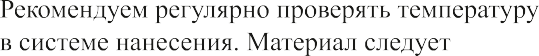 Рекомендуем регулярно проверять температуру
в системе нанесения. Материал следует